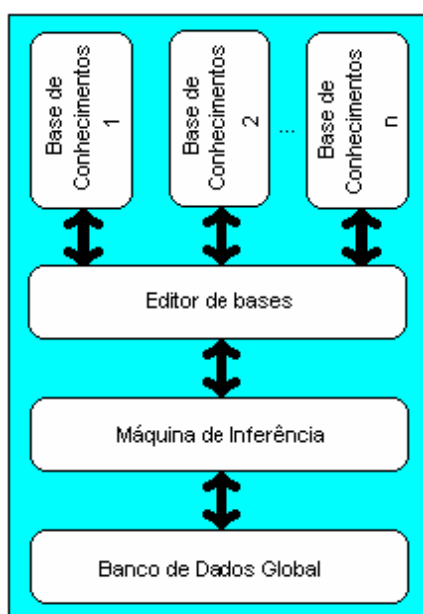 Base de
Conhecimentos
1
Base de
Conhecimentos
2
...
Base de
Conhecimentos
n
Editor de bases
Máquina de Inferência
Banco de Dados Global